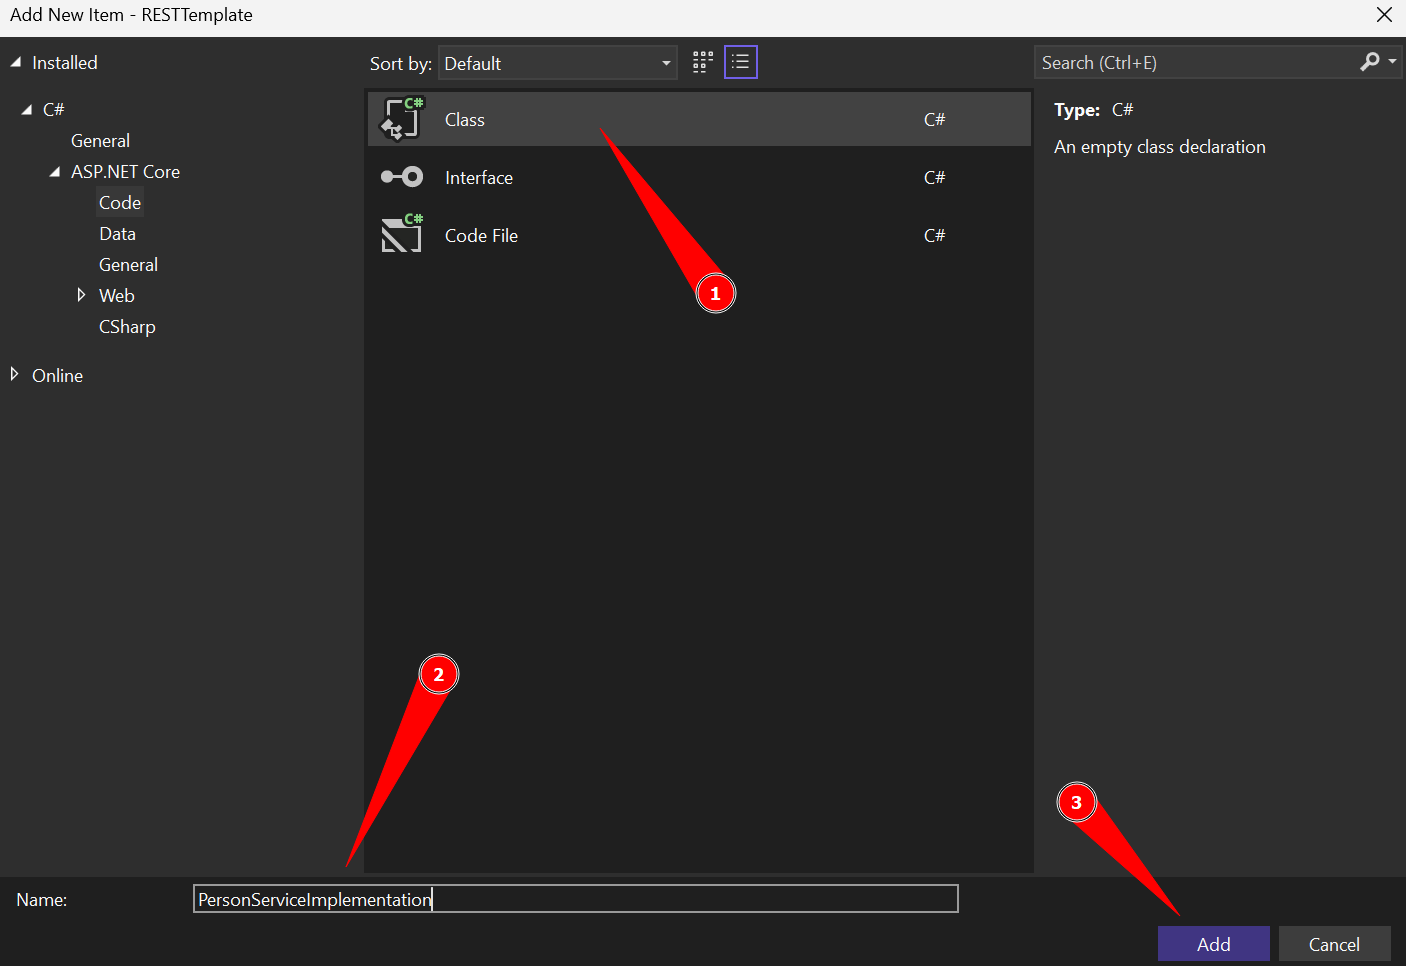 Add New Item - RESTTemplate
Installed
C#
General
ASP.NET Core
Code
Data
General
Web
CSharp
Online
Sort by: Default
C# Class C#
Interface C#
C# Code File C#
Search (Ctrl+E)
Type: C#
An empty class declaration
1
2
3
Name: PersonServiceImplementation
Add Cancel